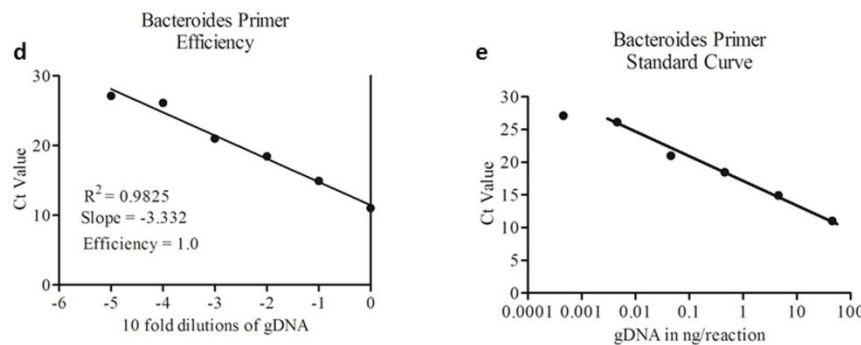 d
Bacteroides Primer
Efficiency
30
20
10
0
Ct Value
R² = 0.9825
Slope = -3.332
Efficiency = 1.0
-6 -5 -4 -3 -2 -1 0
10 fold dilutions of gDNA
e
Bacteroides Primer
Standard Curve
30
25
20
15
10
5
0
Ct Value
0.0001 0.001 0.01 0.1 1 10 100
gDNA in ng/reaction